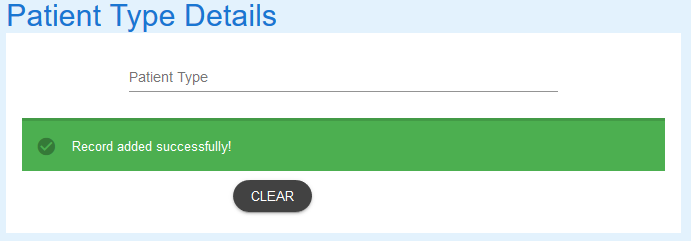 Patient Type Details
Patient Type
Record added successfully!
CLEAR